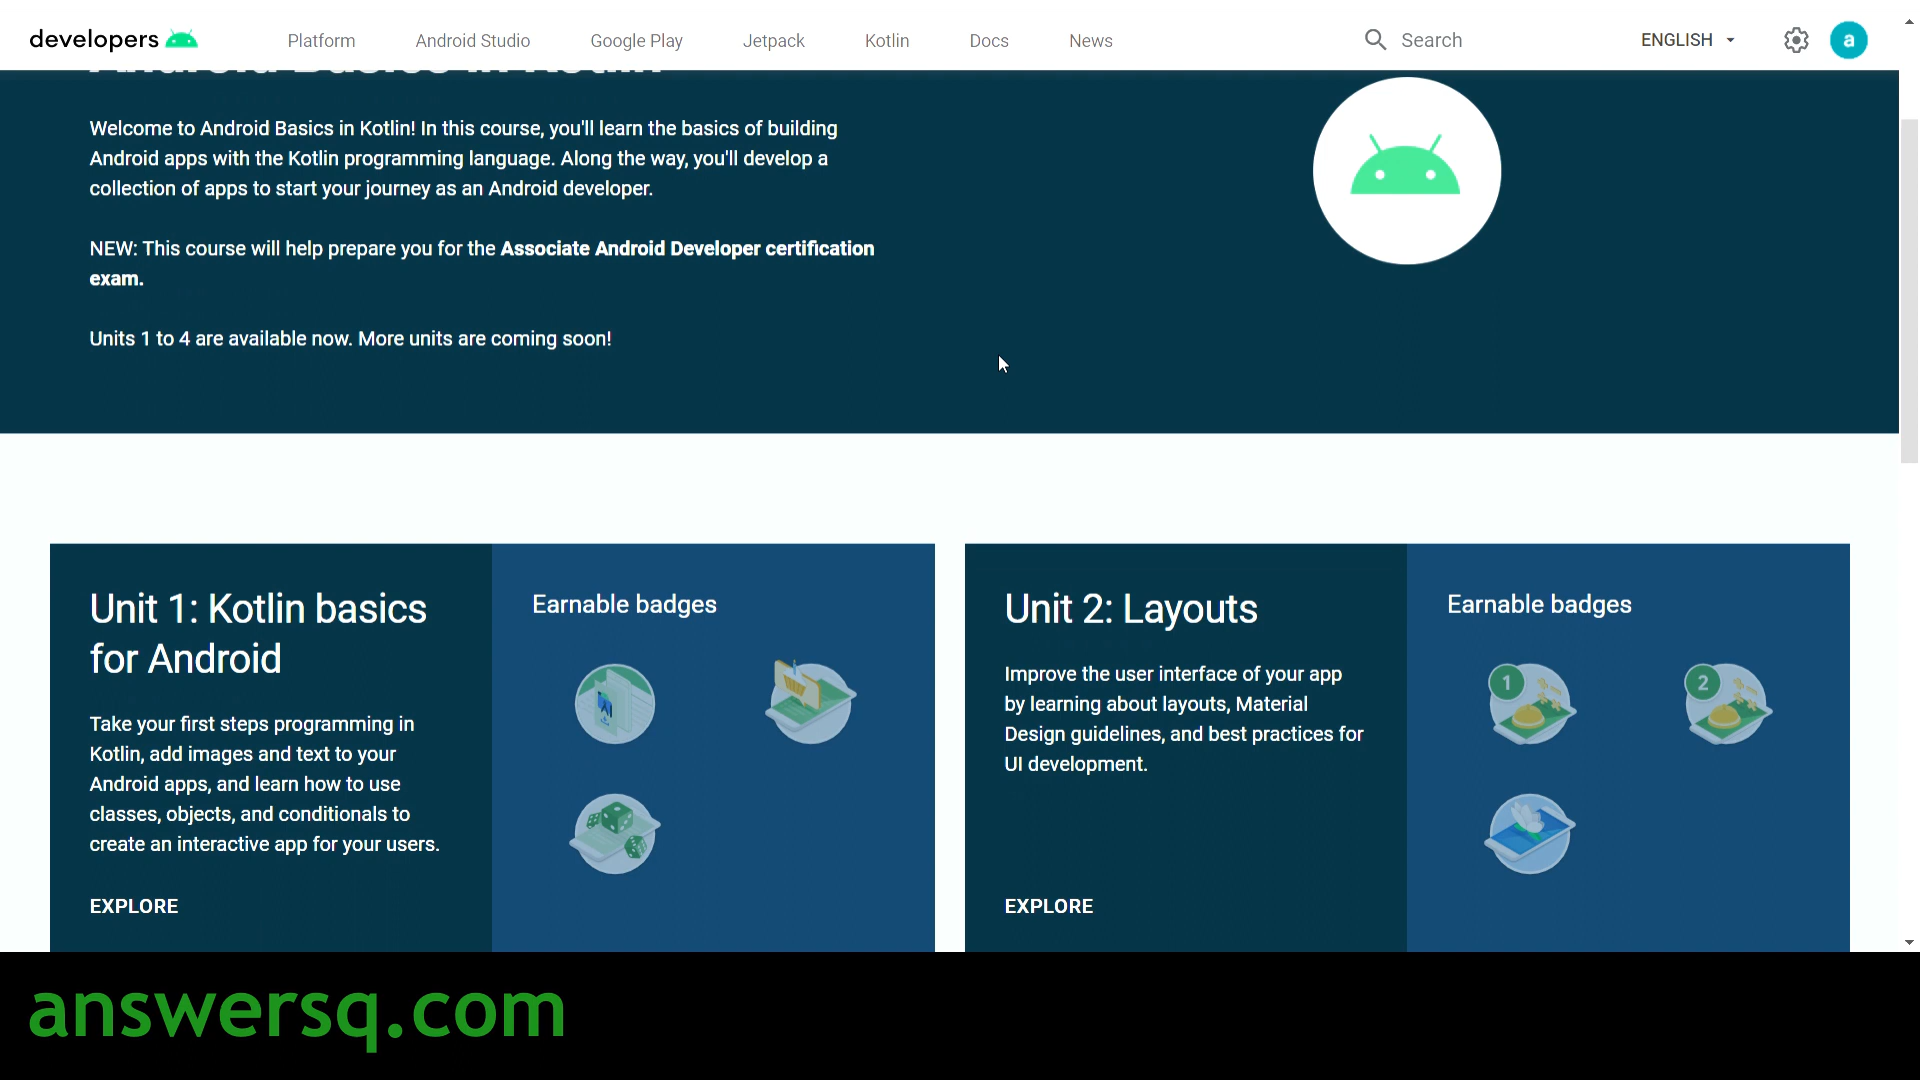 developers
Platform
Android Studio
Google Play
Jetpack
Kotlin
Docs
News
Search
ENGLISH
a
Android Basics in Kotlin
Welcome to Android Basics in Kotlin! In this course, you'll learn the basics of building
Android apps with the Kotlin programming language. Along the way, you'll develop a
collection of apps to start your journey as an Android developer.
NEW: This course will help prepare you for the Associate Android Developer certification
exam.
Units 1 to 4 are available now. More units are coming soon!
Unit 1: Kotlin basics
for Android
Take your first steps programming in
Kotlin, add images and text to your
Android apps, and learn how to use
classes, objects, and conditionals to
create an interactive app for your users.
EXPLORE
Earnable badges
Unit 2: Layouts
Improve the user interface of your app
by learning about layouts, Material
Design guidelines, and best practices for
UI development.
EXPLORE
Earnable badges
1
2
answersq.com